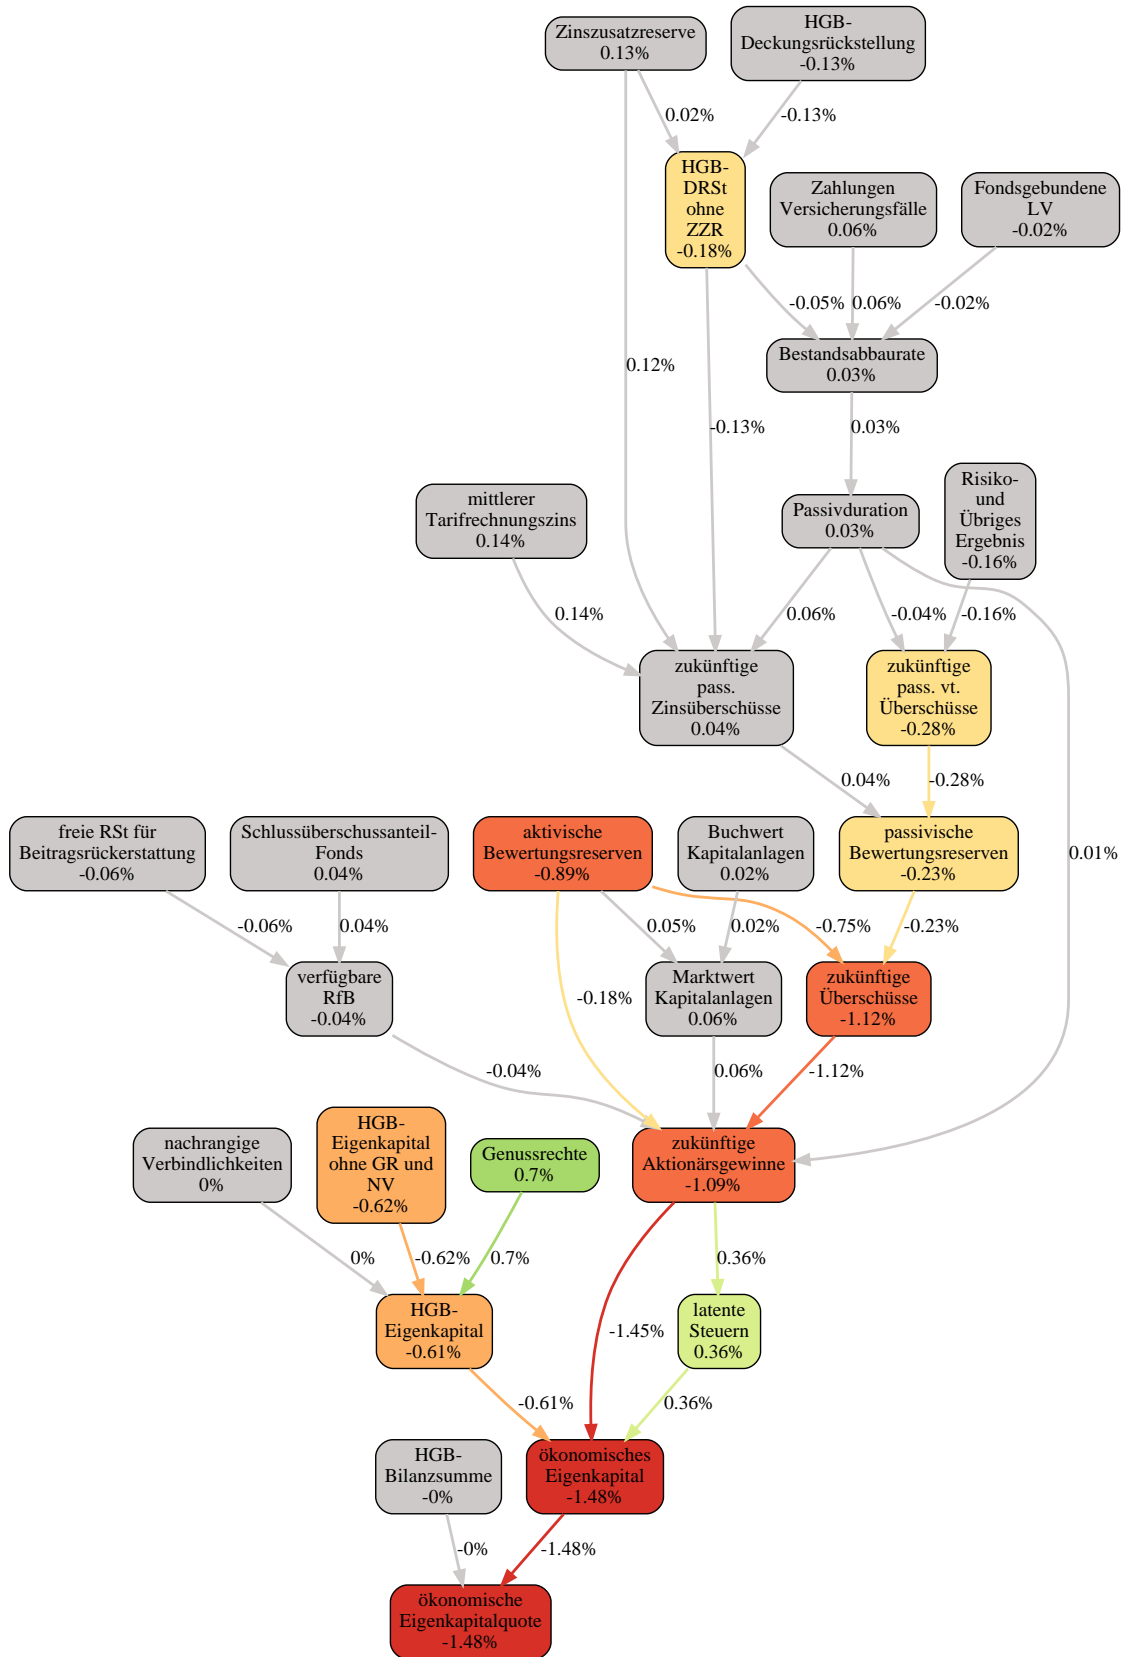 Zinszusatzreserve
0.13%
HGB-
Deckungsrückstellung
-0.13%
0.02%
-0.13%
HGB-
DRSt
ohne
ZZR
-0.18%
Zahlungen
Versicherungsfälle
0.06%
Fondsgebundene
LV
-0.02%
-0.05%
0.06%
-0.02%
Bestandsabbaurate
0.03%
0.12%
-0.13%
0.03%
mittlerer
Tarifrechnungszins
0.14%
Passivduration
0.03%
Risiko-
und
Übriges
Ergebnis
-0.16%
0.14%
0.06%
-0.04%
-0.16%
zukünftige
pass.
Zinsüberschüsse
0.04%
zukünftige
pass. vt.
Überschüsse
-0.28%
0.04%
-0.28%
freie RSt für
Beitragsrückerstattung
-0.06%
Schlussüberschussanteil-
Fonds
0.04%
aktivische
Bewertungsreserven
-0.89%
Buchwert
Kapitalanlagen
0.02%
passivische
Bewertungsreserven
-0.23%
0.01%
-0.06%
0.04%
0.05%
0.02%
-0.75%
-0.23%
verfügbare
RfB
-0.04%
-0.18%
Marktwert
Kapitalanlagen
0.06%
zukünftige
Überschüsse
-1.12%
-0.04%
0.06%
-1.12%
nachrangige
Verbindlichkeiten
0%
HGB-
Eigenkapital
ohne GR und
NV
-0.62%
Genussrechte
0.7%
zukünftige
Aktionärsgewinne
-1.09%
0%
-0.62%
0.7%
0.36%
HGB-
Eigenkapital
-0.61%
-1.45%
latente
Steuern
0.36%
-0.61%
0.36%
HGB-
Bilanzsumme
-0%
ökonomisches
Eigenkapital
-1.48%
-0%
-1.48%
ökonomische
Eigenkapitalquote
-1.48%